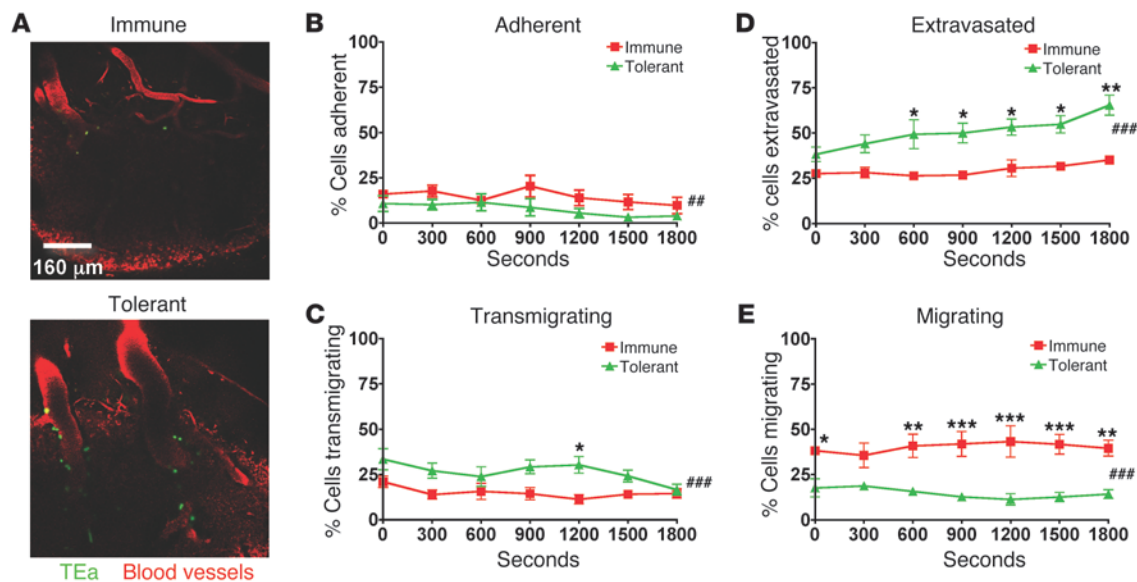 A
Immune
160 μm
Tolerant
TEa Blood vessels
B
Adherent
% Cells adherent
100
75
50
25
0
Immune
Tolerant
##
0 300 600 900 1200 1500 1800
Seconds
C
Transmigrating
% Cells transmigrating
100
75
50
25
0
Immune
Tolerant
*
###
0 300 600 900 1200 1500 1800
Seconds
D
Extravasated
% cells extravasated
100
75
50
25
0
Immune
Tolerant
* * * * **
###
0 300 600 900 1200 1500 1800
Seconds
E
Migrating
% Cells migrating
100
75
50
25
0
Immune
Tolerant
* ** *** *** *** **
###
0 300 600 900 1200 1500 1800
Seconds